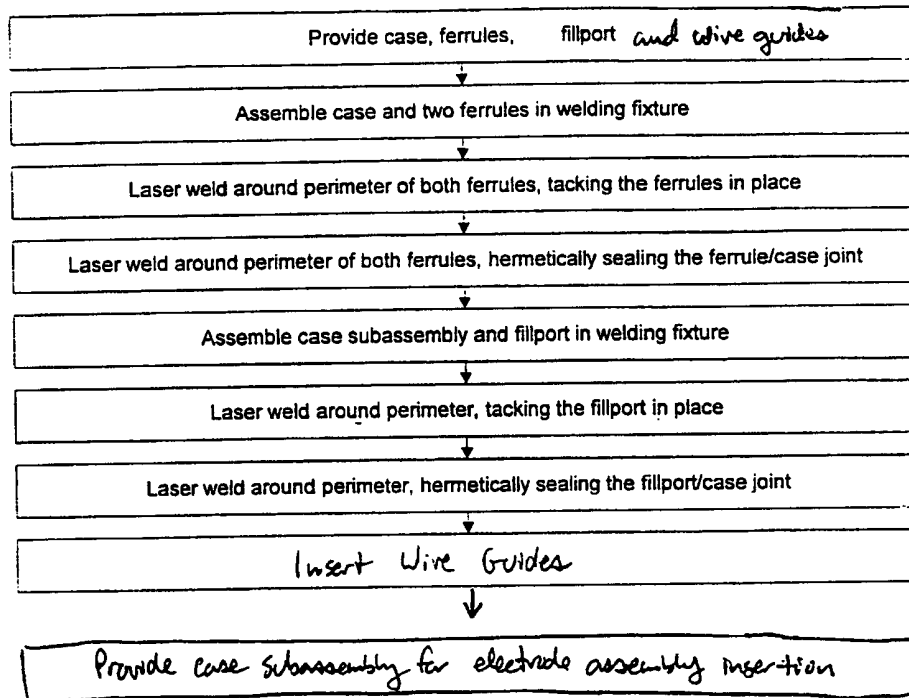 Provide case, ferrules, fillport and wire guides
Assemble case and two ferrules in welding fixture
Laser weld around perimeter of both ferrules, tacking the ferrules in place
Laser weld around perimeter of both ferrules, hermetically sealing the ferrule/case joint
Assemble case subassembly and fillport in welding fixture
Laser weld around perimeter, tacking the fillport in place
Laser weld around perimeter, hermetically sealing the fillport/case joint
Insert Wire Guides
Provide case subassembly for electrode assembly insertion